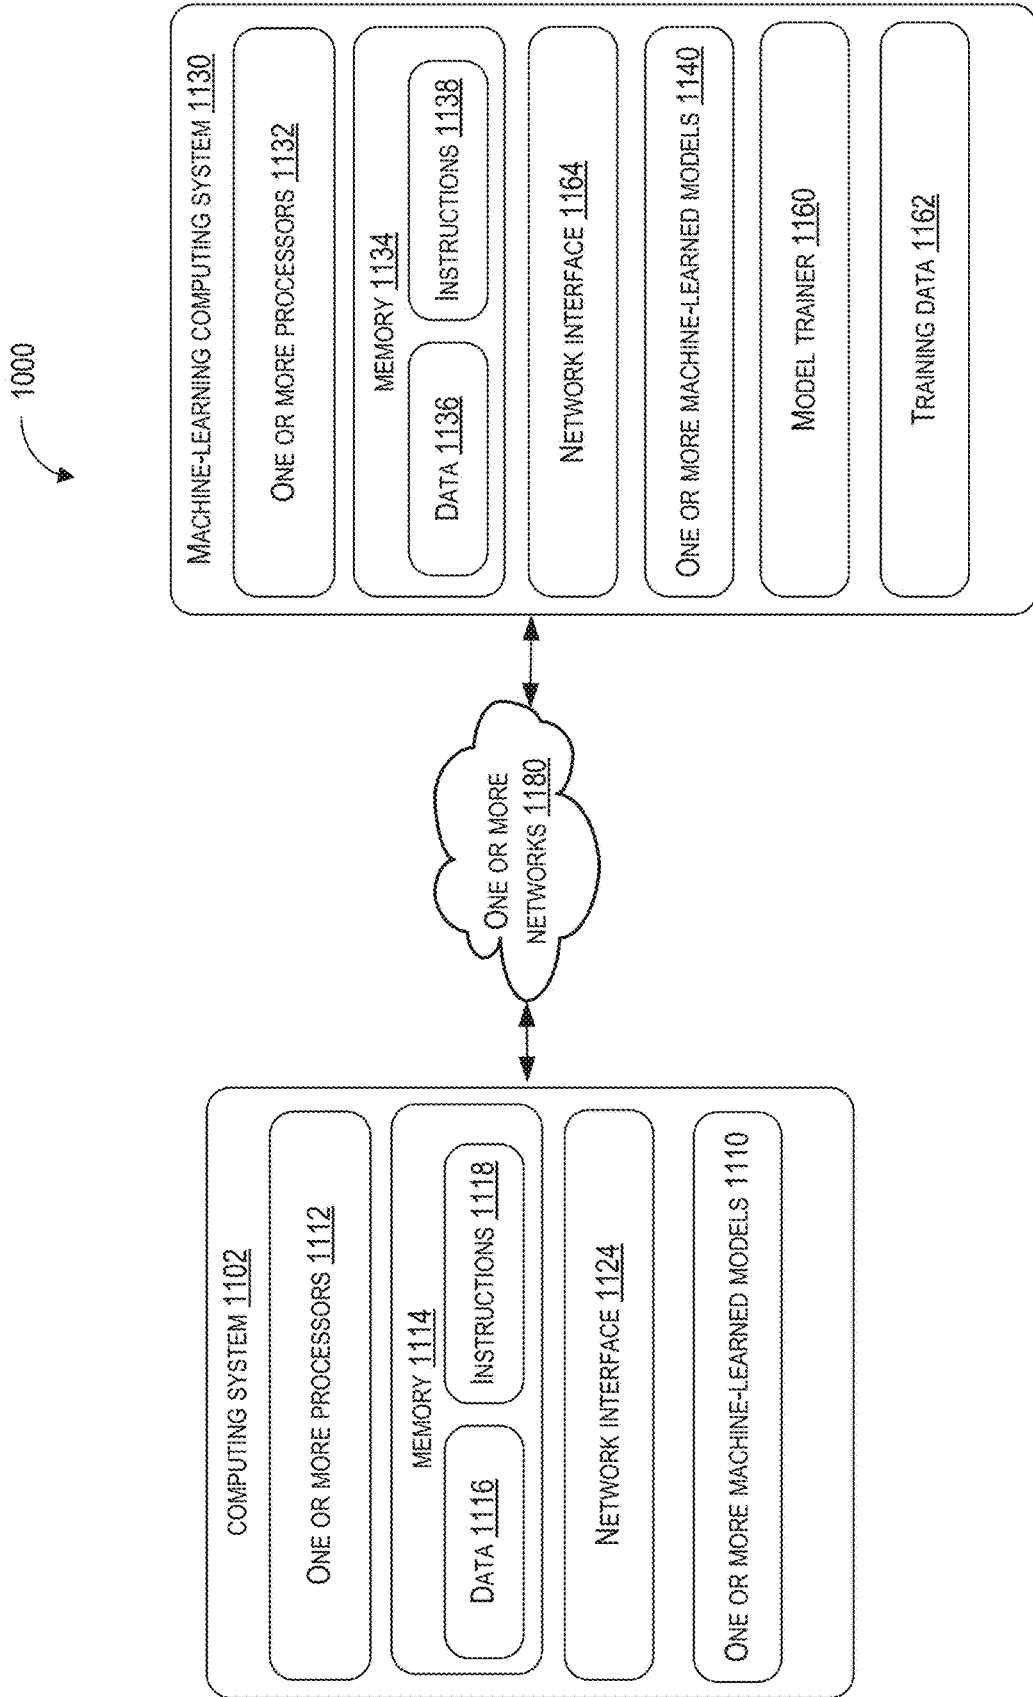 1000
COMPUTING SYSTEM 1102
ONE OR MORE PROCESSORS 1112
MEMORY 1114
DATA 1116
INSTRUCTIONS 1118
NETWORK INTERFACE 1124
ONE OR MORE MACHINE-LEARNED MODELS 1110
ONE OR MORE
NETWORKS 1180
MACHINE-LEARNING COMPUTING SYSTEM 1130
ONE OR MORE PROCESSORS 1132
MEMORY 1134
DATA 1136
INSTRUCTIONS 1138
NETWORK INTERFACE 1164
ONE OR MORE MACHINE-LEARNED MODELS 1140
MODEL TRAINER 1160
TRAINING DATA 1162